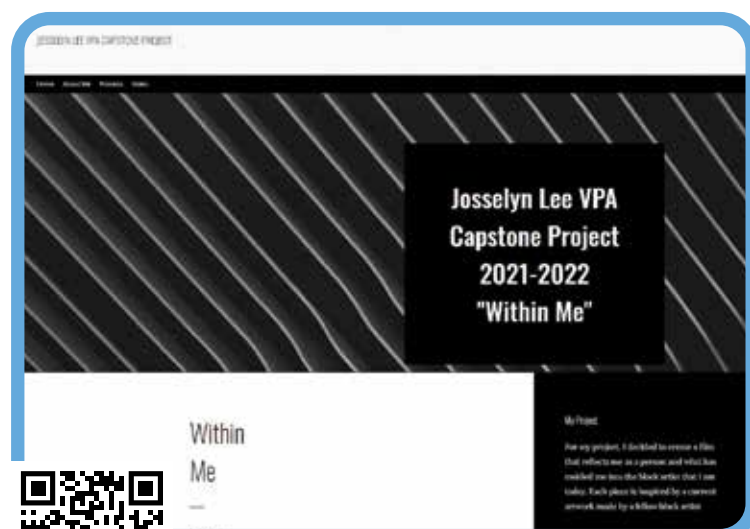 JOSSELYN LEE VPA CAPSTONE PROJECT
Home About Me Process Video
Josselyn Lee VPA
Capstone Project
2021-2022
"Within Me"
Within
Me
My Project
For my project, I decided to create a film
that reflects me as a person and what has
molded me into the black artist that I am
today. Each piece is inspired by a current
artwork made by a fellow black artist